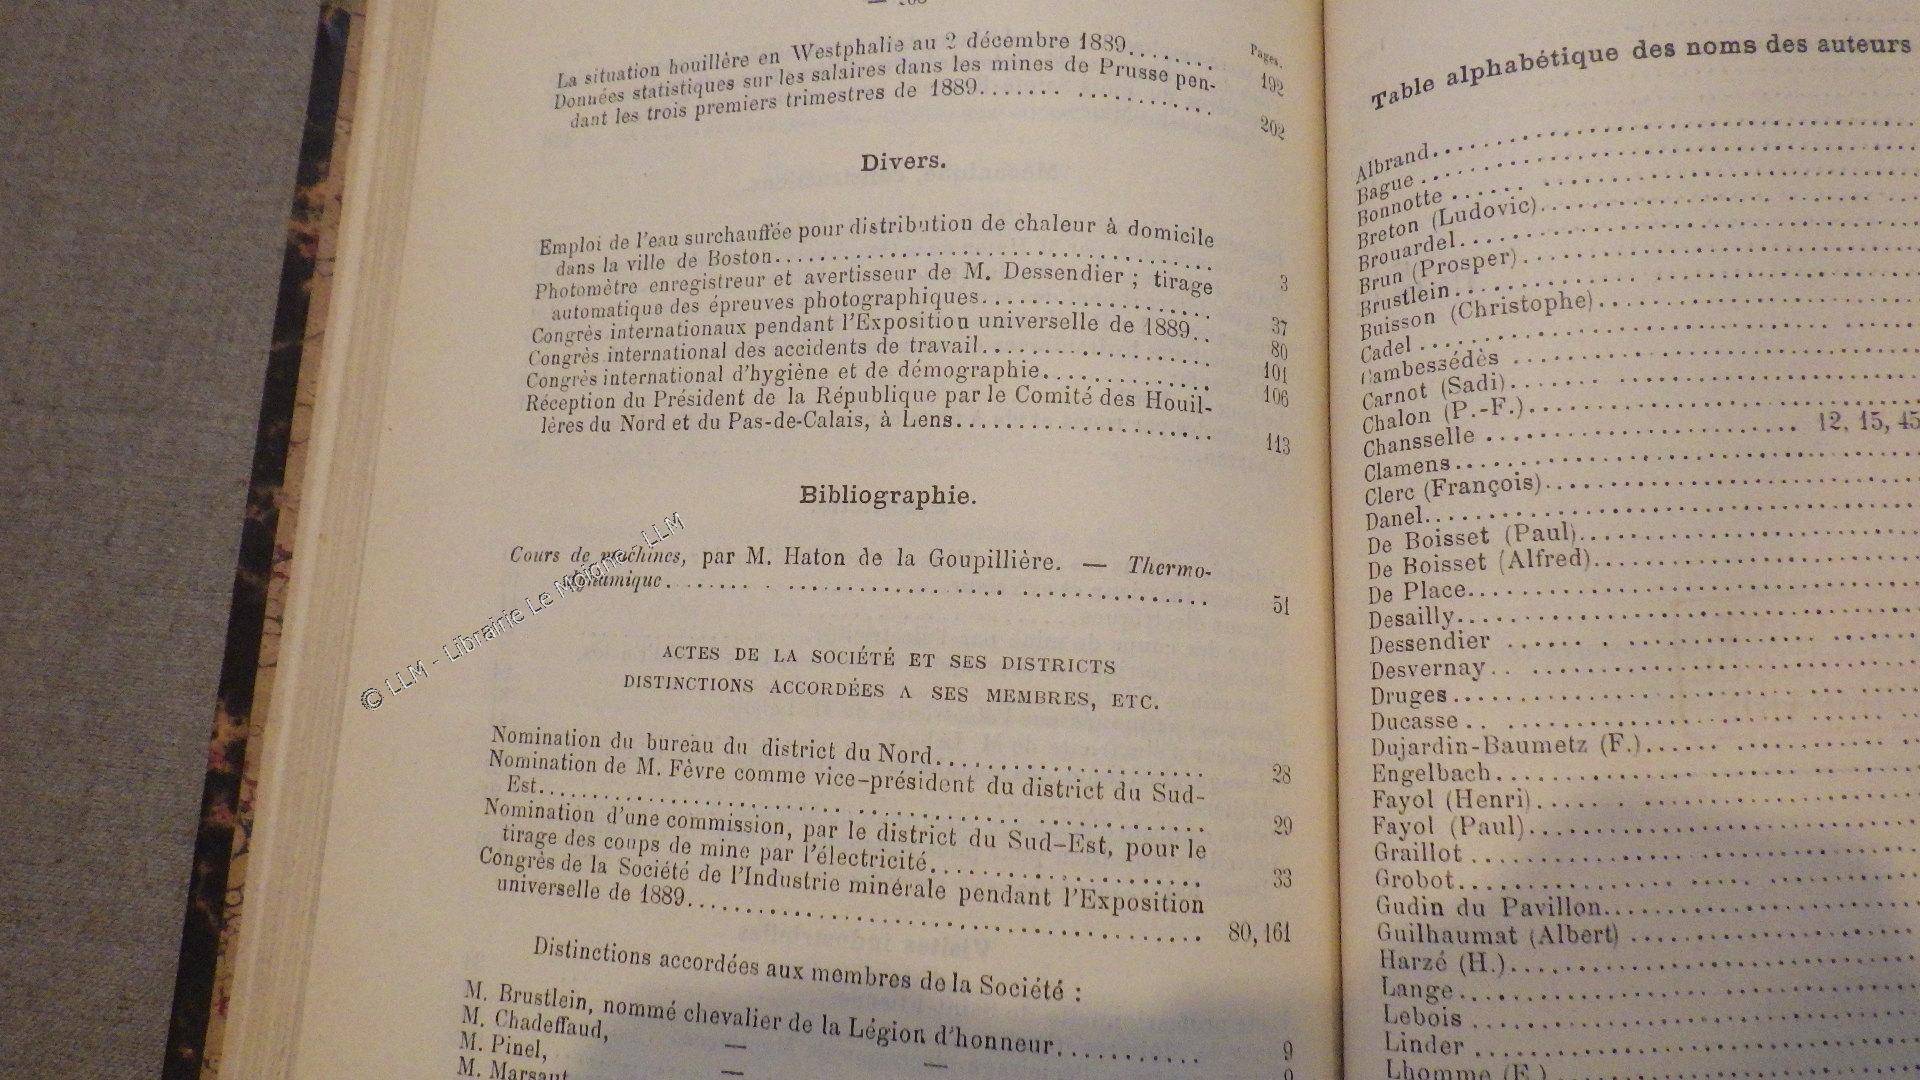 Pages.
La situation houillère en Westphalie au 2 décembre 1889........ 192
Données statistiques sur les salaires dans les mines de Prusse pen-
dant les trois premiers trimestres de 1889................... 202
Divers.
Emploi de l'eau surchauffée pour distribution de chaleur à domicile
dans la ville de Boston................................. 3
Photomètre enregistreur et avertisseur de M. Dessendier ; tirage
automatique des épreuves photographiques.................. 37
Congrès internationaux pendant l'Exposition universelle de 1889.. 80
Congrès international des accidents de travail.................. 101
Congrès international d'hygiène et de démographie.............. 106
Réception du Président de la République par le Comité des Houil-
lères du Nord et du Pas-de-Calais, à Lens..................... 113
Bibliographie.
Cours de machines, par M. Haton de la Goupillière. — Thermo-
dynamique............................................. 51
ACTES DE LA SOCIÉTÉ ET SES DISTRICTS
DISTINCTIONS ACCORDÉES A SES MEMBRES, ETC.
Nomination du bureau du district du Nord..................... 28
Nomination de M. Fèvre comme vice-président du district du Sud-
Est.................................................... 29
Nomination d'une commission, par le district du Sud-Est, pour le
tirage des coups de mine par l'électricité..................... 33
Congrès de la Société de l'Industrie minérale pendant l'Exposition
universelle de 1889....................................... 80, 161
Distinctions accordées aux membres de la Société :
M. Brustlein, nommé chevalier de la Légion d'honneur........... 9
M. Chadeffaud, — —
M. Pinel, —
M. Marsaut
© LLM - Librairie Le Moigne - LLM
Table alphabétique des noms des auteurs
Albrand
Bague
Bonnotte
Breton (Ludovic)
Brouardel
Brun (Prosper)
Brustlein
Buisson (Christophe)
Cadel
Cambessédès
Carnot (Sadi)
Chalon (P.-F.)
Chansselle 12, 15, 45
Clamens
Clerc (François)
Danel
De Boisset (Paul)
De Boisset (Alfred)
De Place
Desailly
Dessendier
Desvernay
Druges
Ducasse
Dujardin-Baumetz (F.)
Engelbach
Fayol (Henri)
Fayol (Paul)
Graillot
Grobot
Gudin du Pavillon
Guilhaumat (Albert)
Harzé (H.)
Lange
Lebois
Linder
Lhomme (E.)